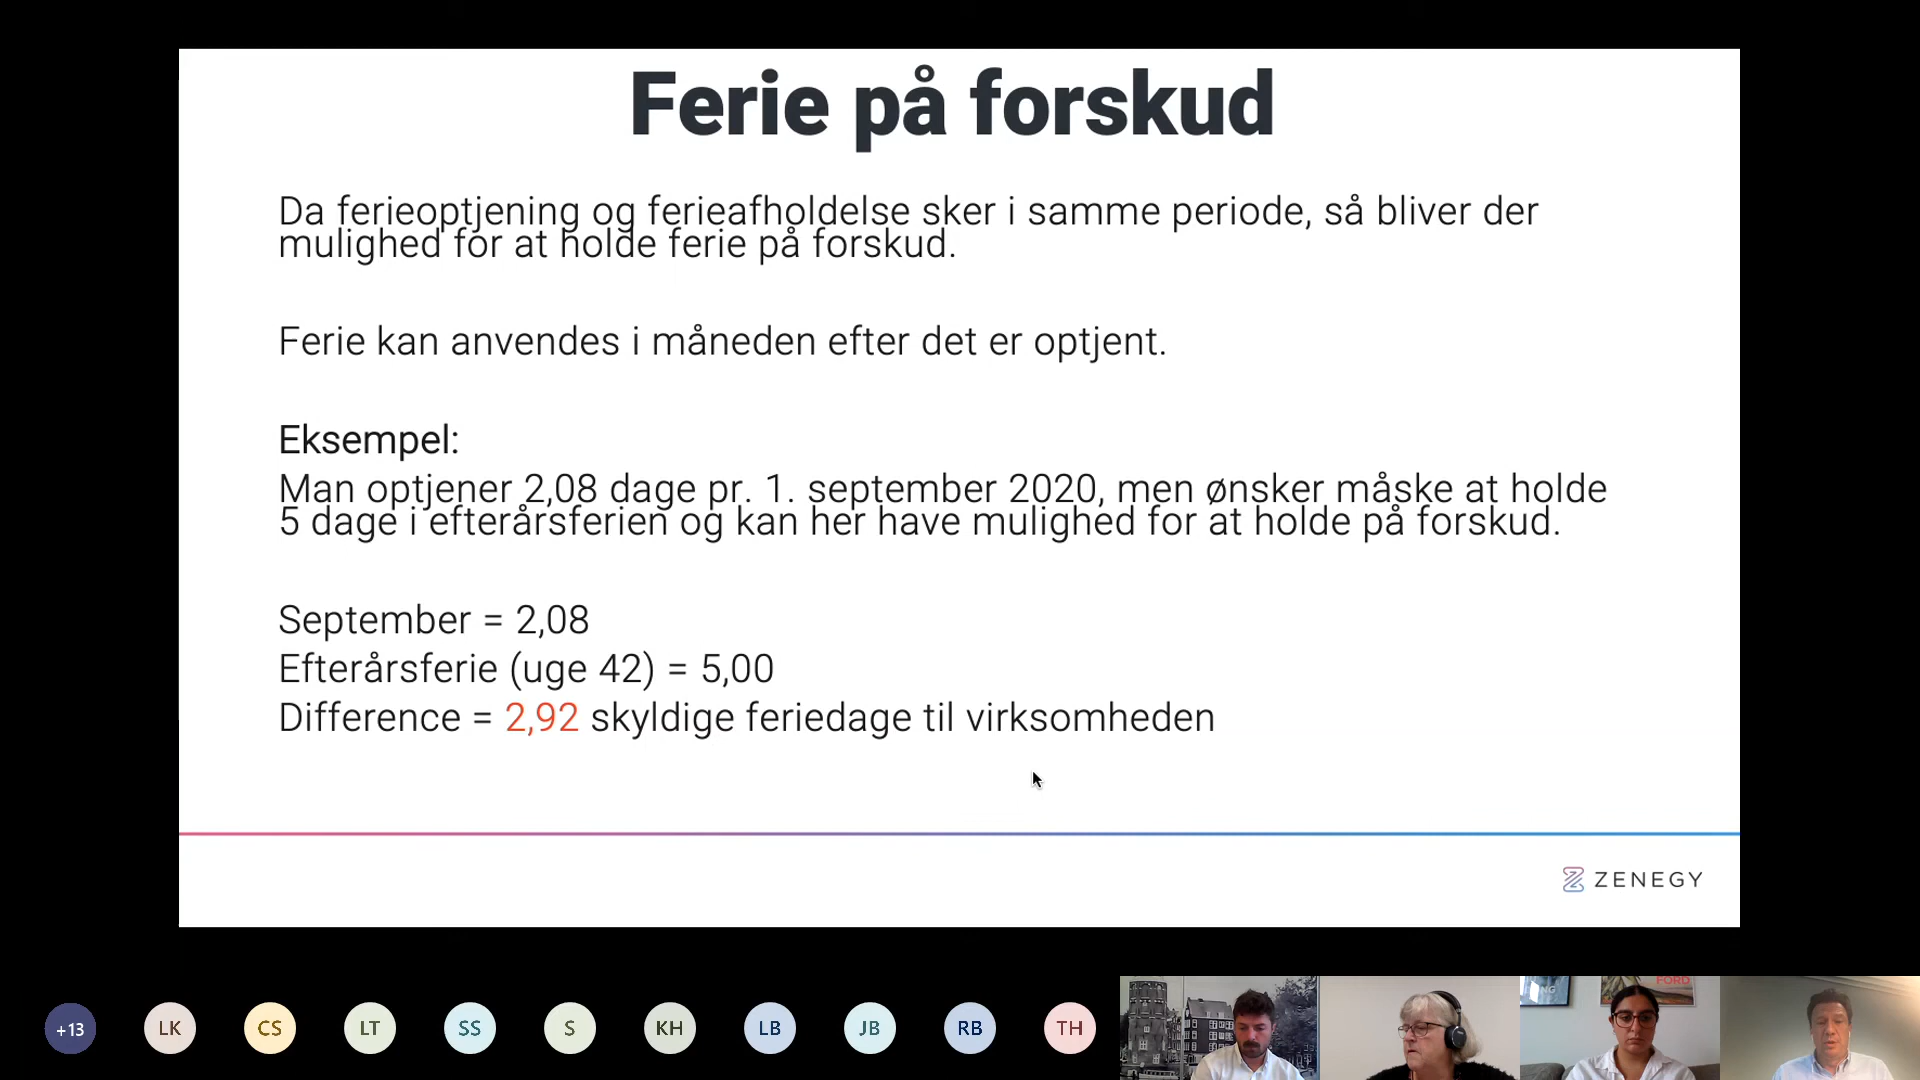 Ferie på forskud
Da ferieoptjening og ferieafholdelse sker i samme periode, så bliver der
mulighed for at holde ferie på forskud.
Ferie kan anvendes i måneden efter det er optjent.
Eksempel:
Man optjener 2,08 dage pr. 1. september 2020, men ønsker måske at holde
5 dage i efterårsferien og kan her have mulighed for at holde på forskud.
September = 2,08
Efterårsferie (uge 42) = 5,00
Difference = 2,92 skyldige feriedage til virksomheden
ZENEGY
+13
LK
CS
LT
SS
S
KH
LB
JB
RB
TH
FORD